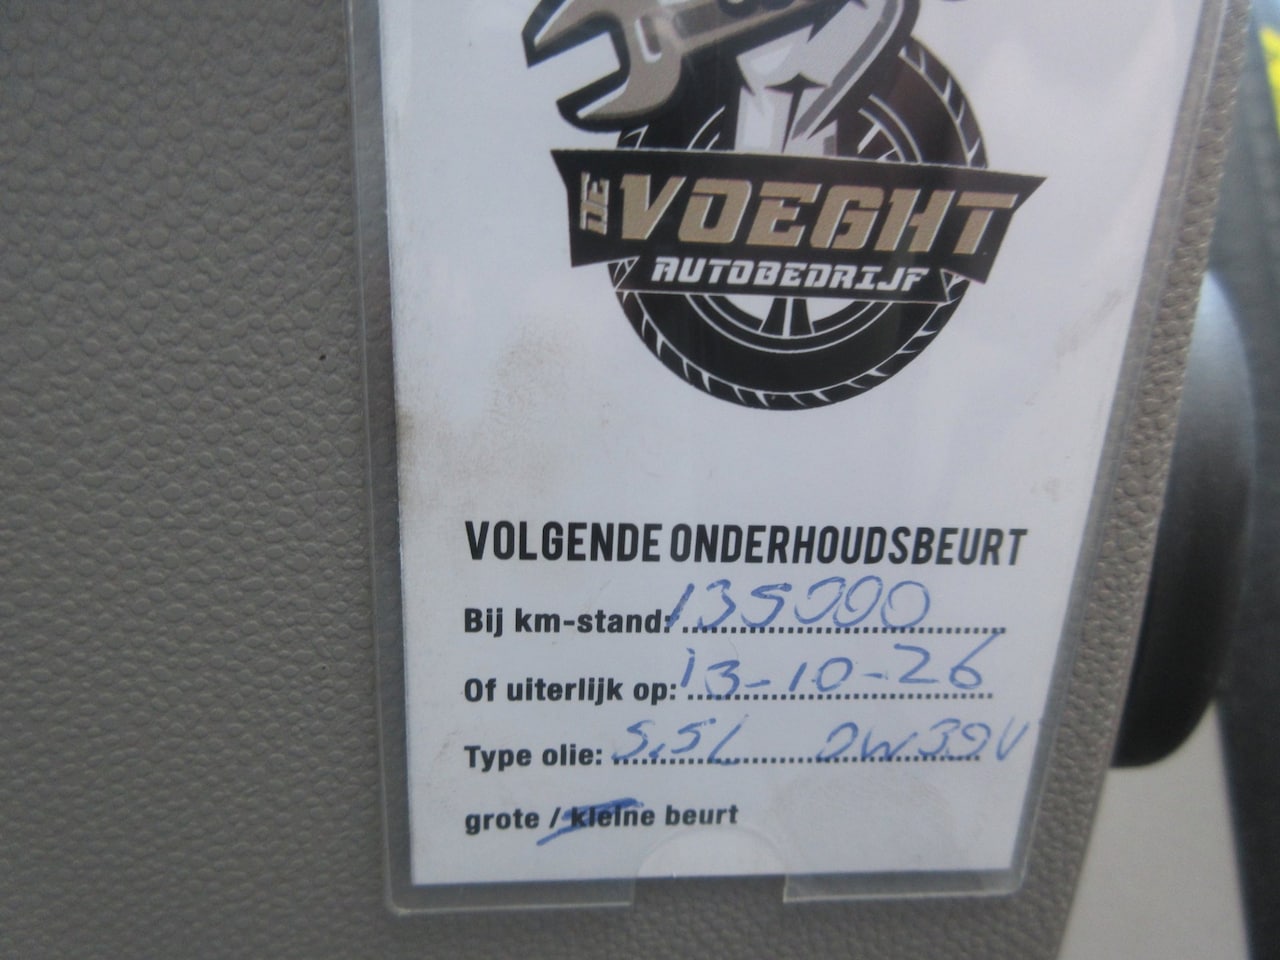 DE VOEGHT
AUTOBEDRIJF
VOLGENDE ONDERHOUDSBEURT
Bij km-stand: 135000
Of uiterlijk op: 13-10-26
Type olie: 5,5L 0W30V
grote / kleine beurt